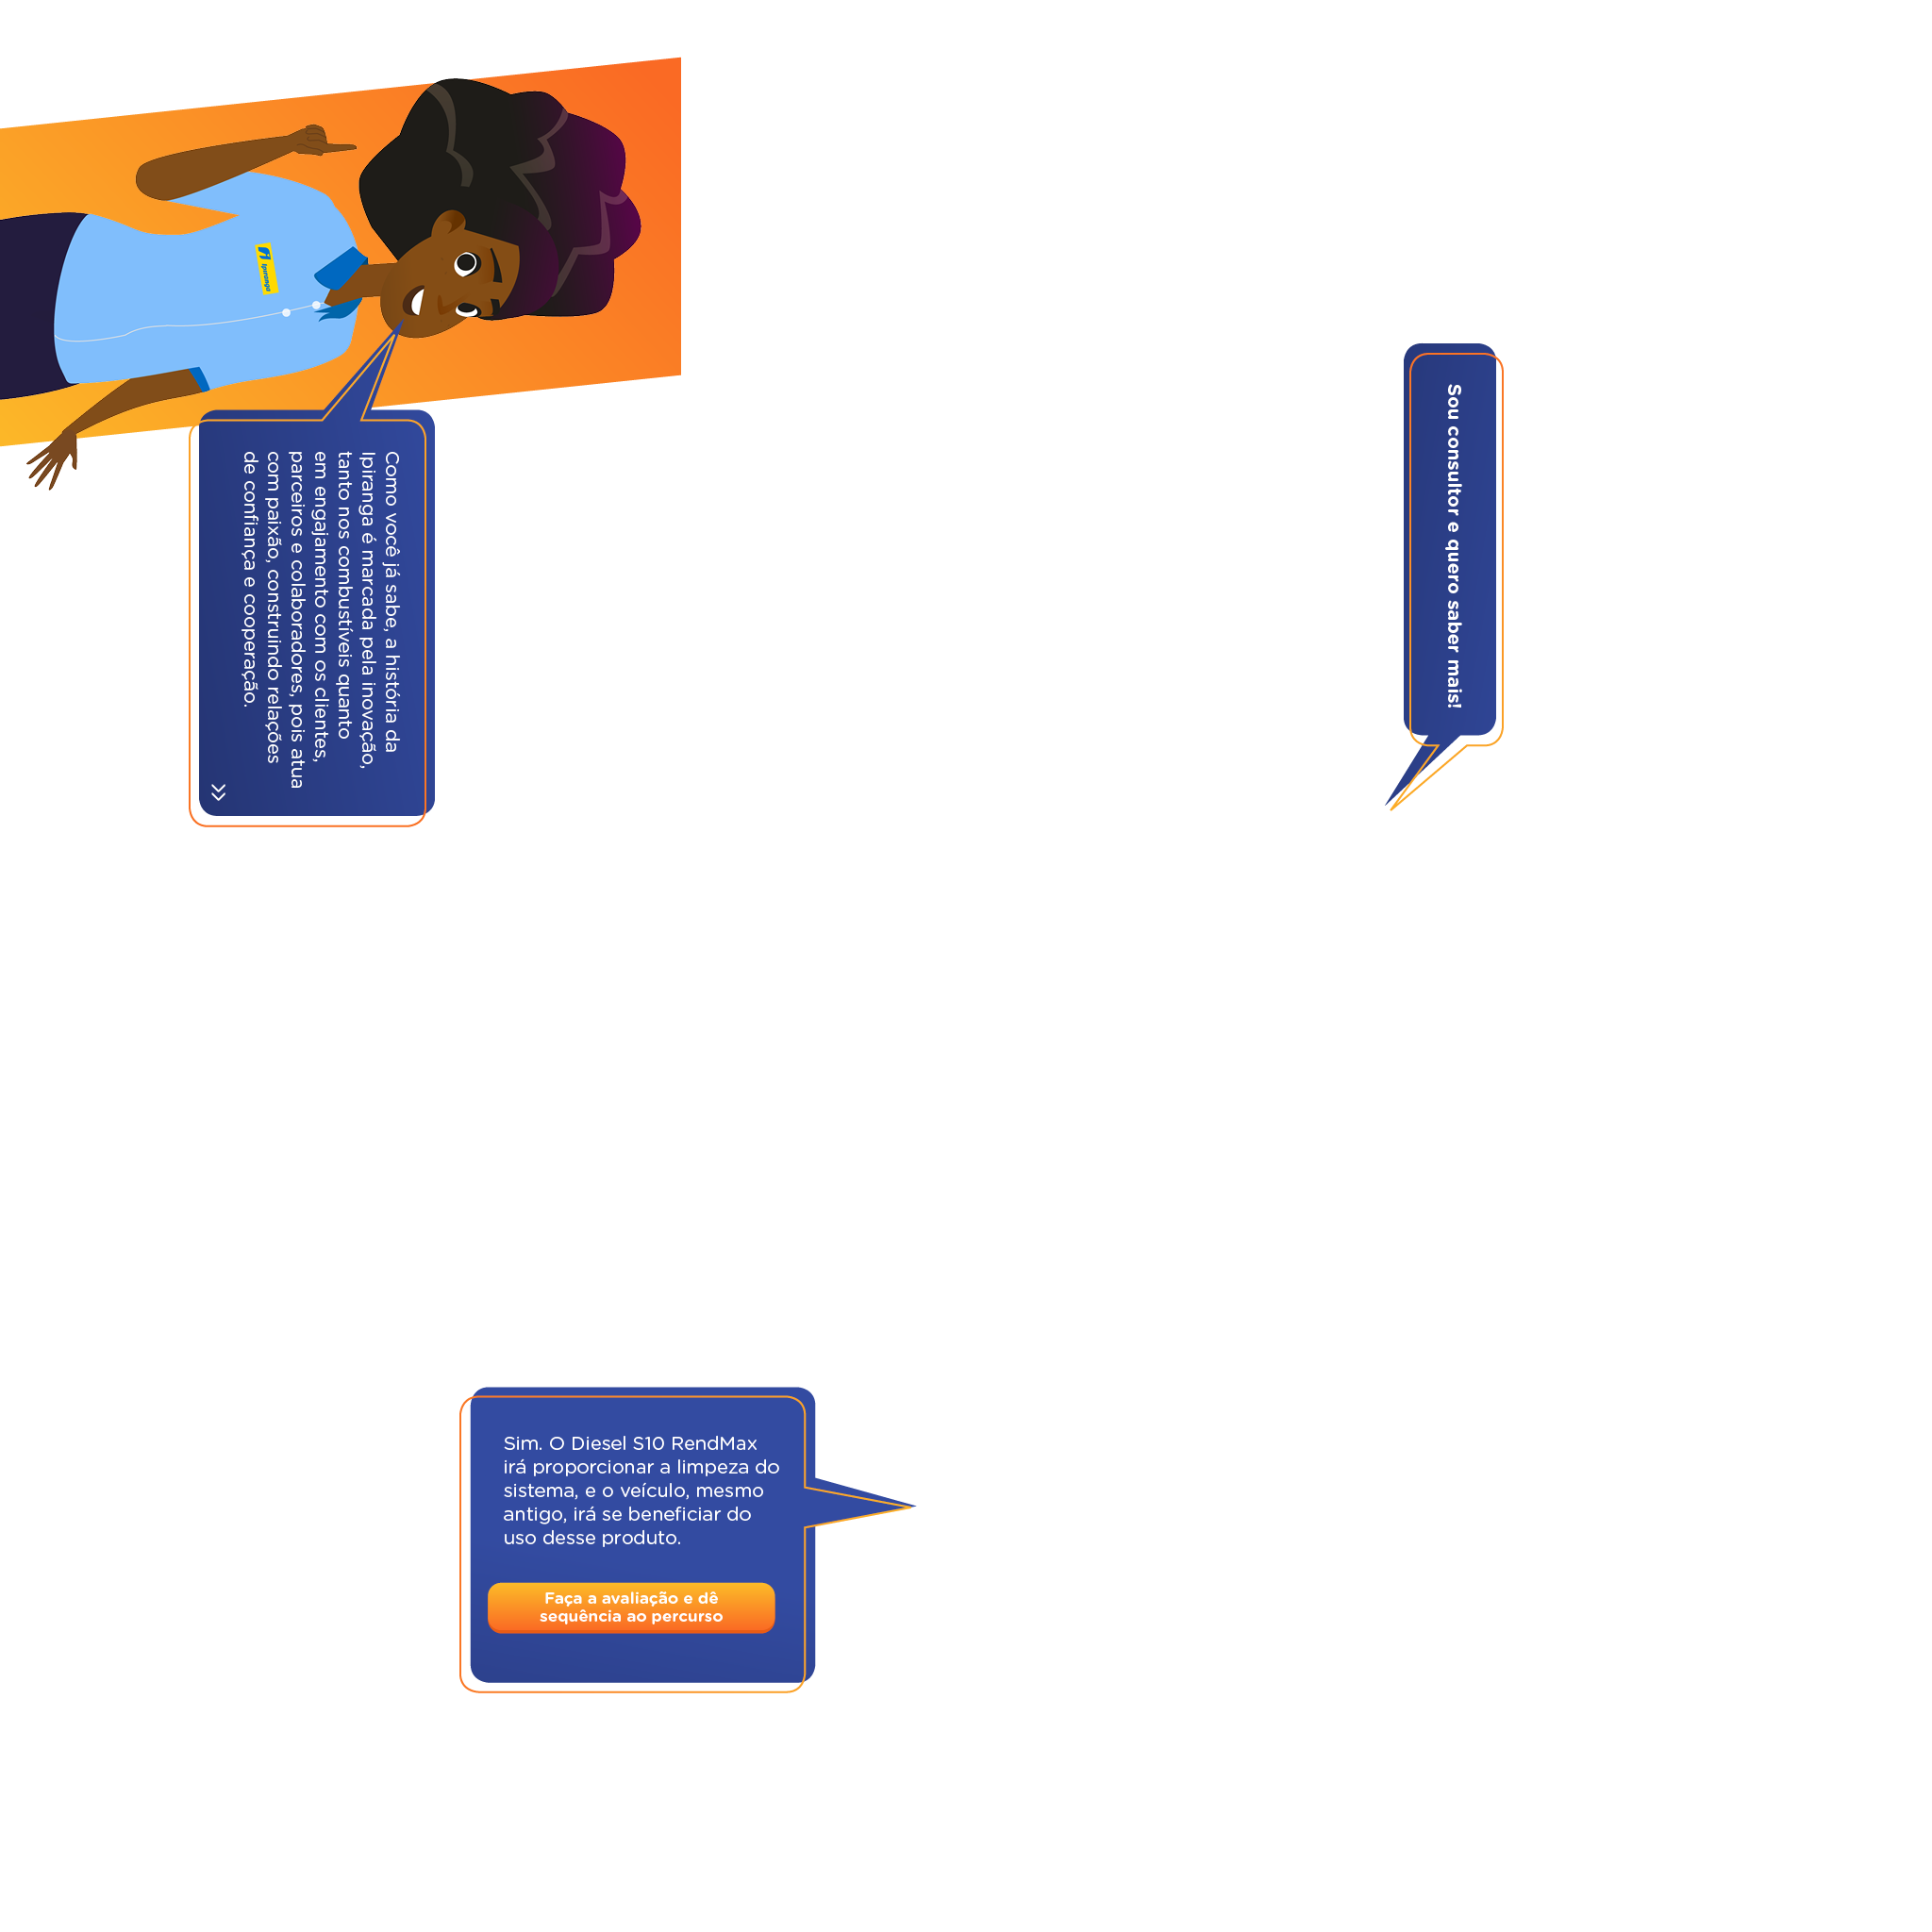 Ipiranga
Como você já sabe, a história da
Ipiranga é marcada pela inovação,
tanto nos combustíveis quanto
em engajamento com os clientes,
parceiros e colaboradores, pois atua
com paixão, construindo relações
de confiança e cooperação.
Sou consultor e quero saber mais!
Sim. O Diesel S10 RendMax
irá proporcionar a limpeza do
sistema, e o veículo, mesmo
antigo, irá se beneficiar do
uso desse produto.
Faça a avaliação e dê
sequência ao percurso